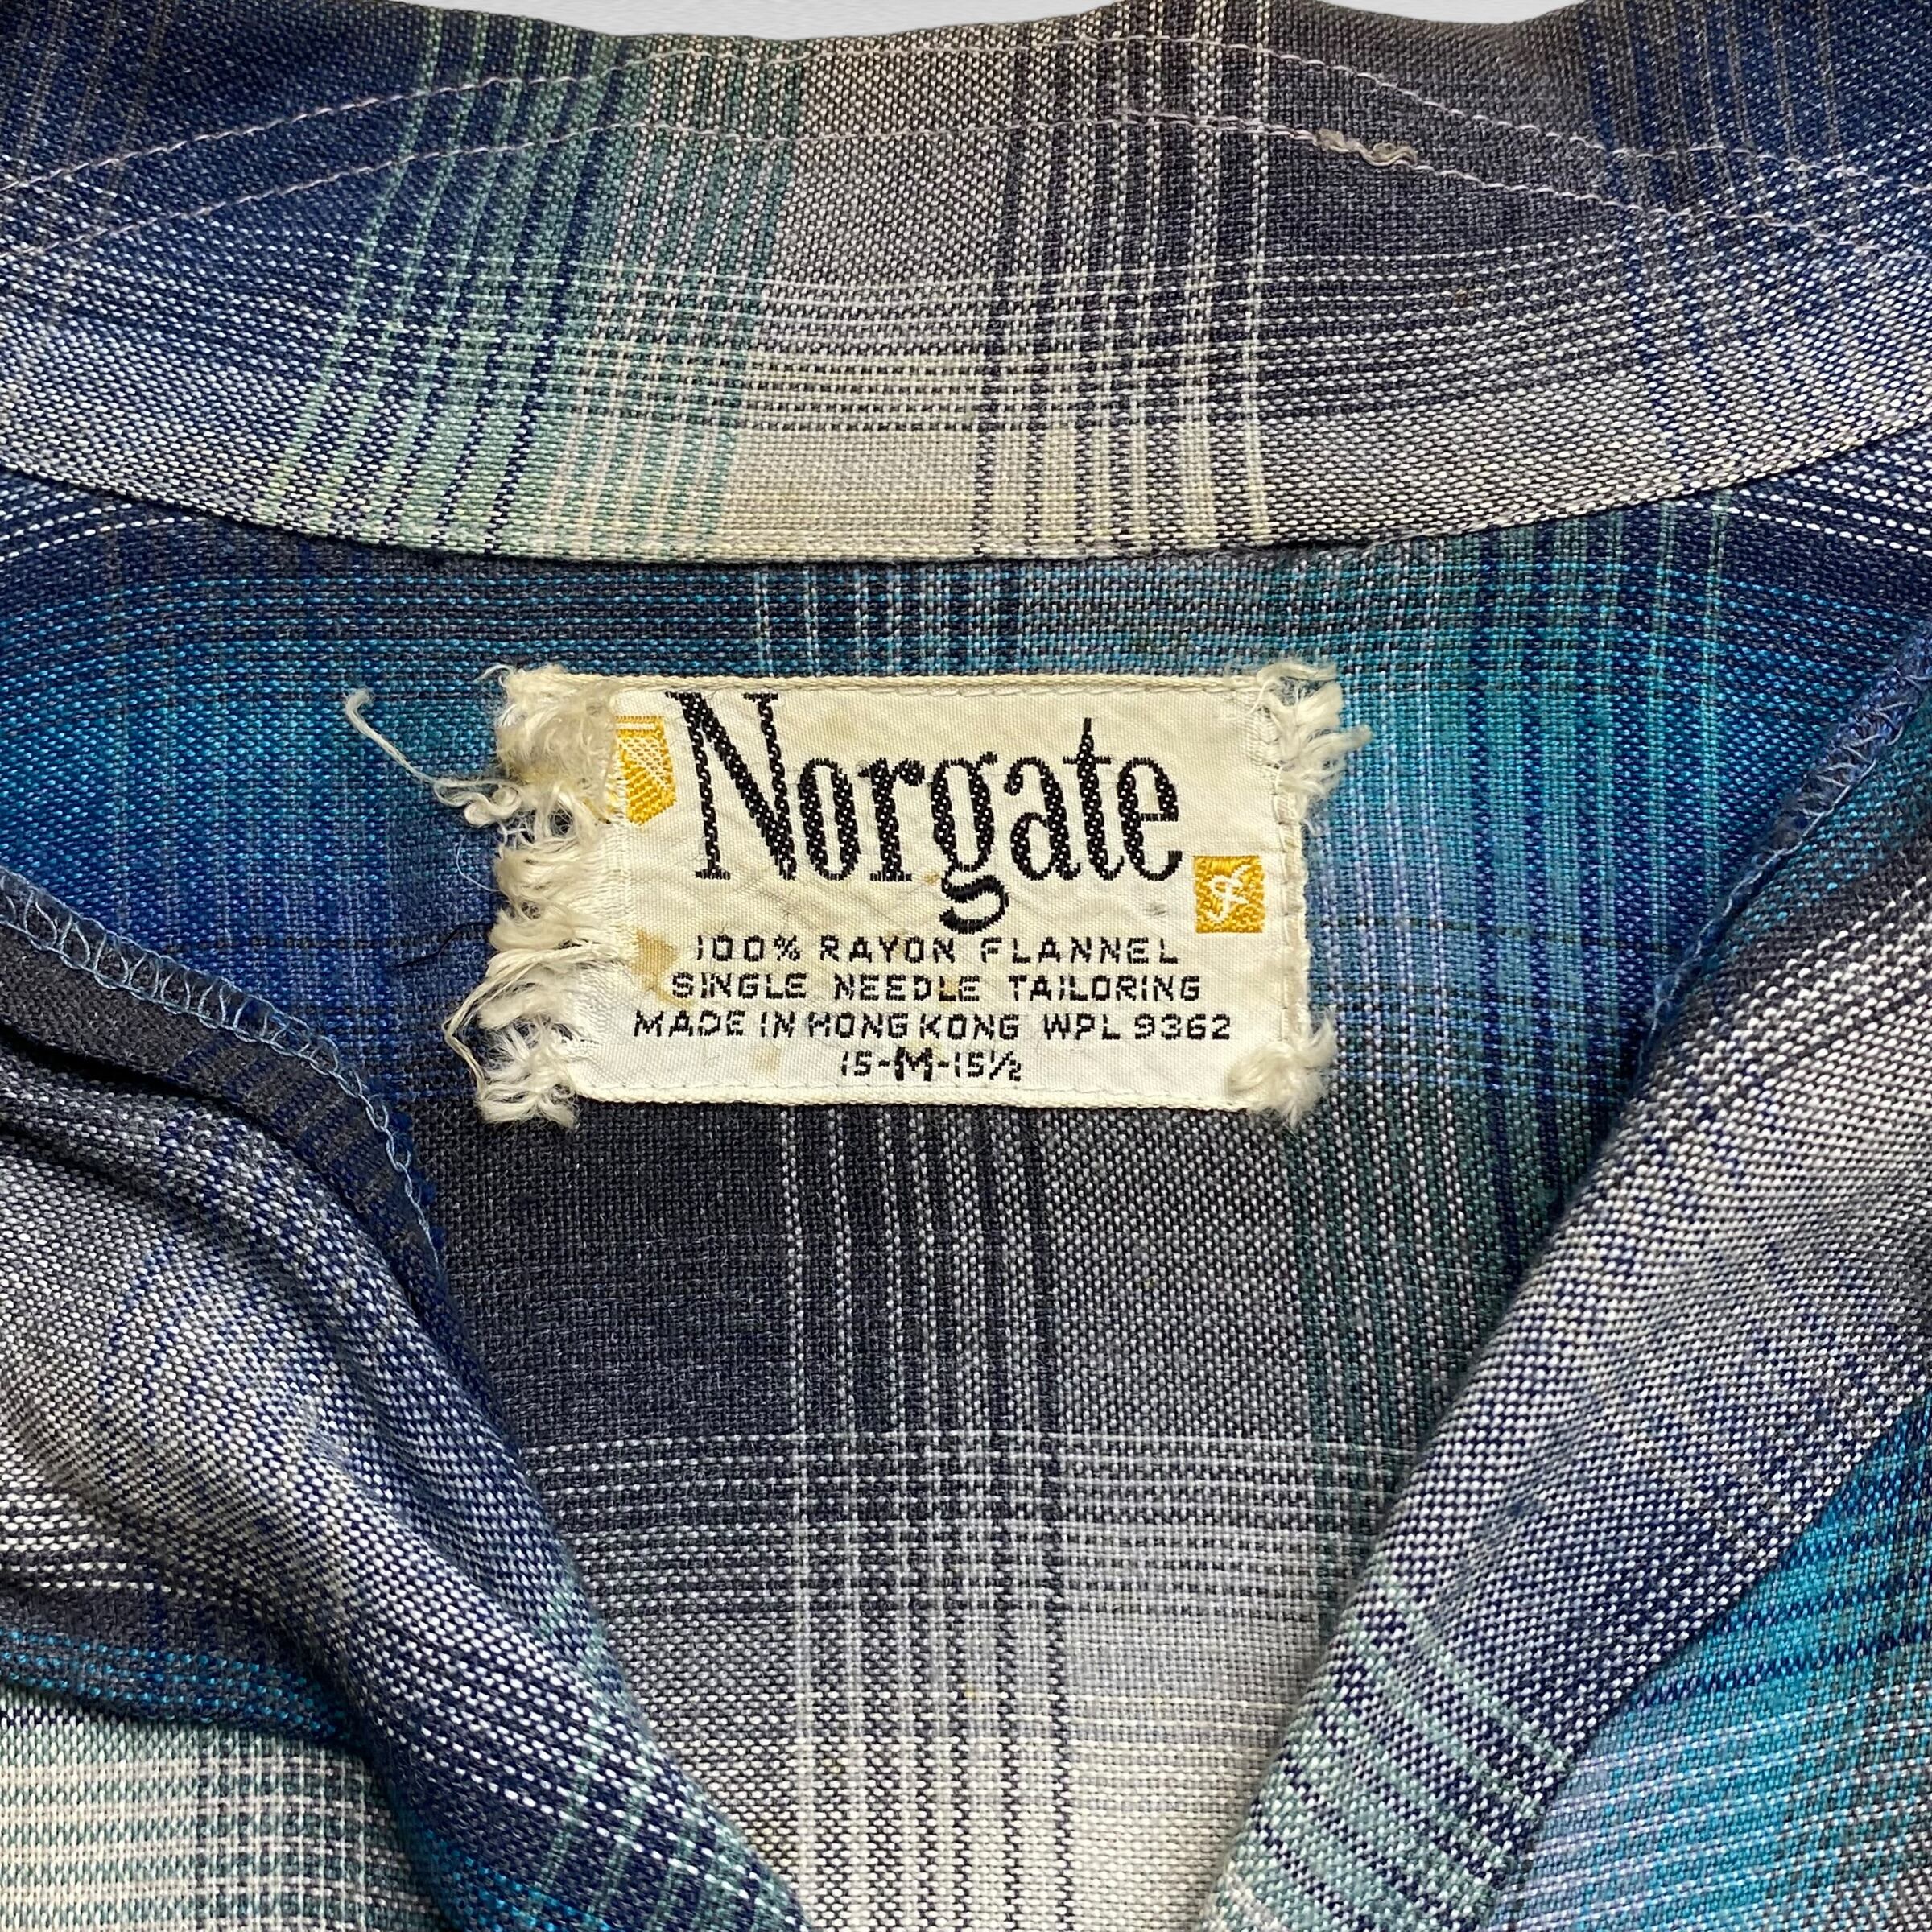 Norgate
100% RAYON FLANNEL
SINGLE NEEDLE TAILORING
MADE IN HONG KONG WPL 9362
15-M-15½